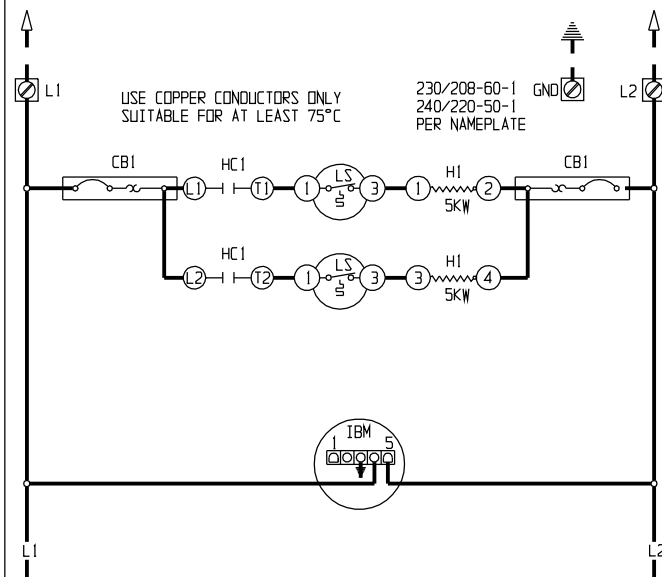 L1
USE COPPER CONDUCTORS ONLY
SUITABLE FOR AT LEAST 75°C
230/208-60-1
240/220-50-1
PER NAMEPLATE
GND
L2
CB1
HC1
LS
H1
CB1
L1
T1
1
3
1
2
5KW
HC1
LS
H1
L2
T2
1
3
3
4
5KW
IBM
1
5
L1
L2